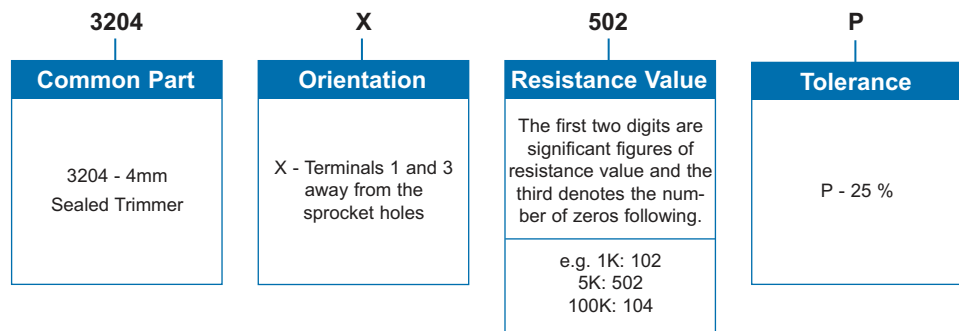 3204
X
502
P
Common Part
Orientation
Resistance Value
Tolerance
3204 - 4mm
Sealed Trimmer
X - Terminals 1 and 3
away from the
sprocket holes
The first two digits are
significant figures of
resistance value and the
third denotes the num-
ber of zeros following.
e.g. 1K: 102
5K: 502
100K: 104
P - 25 %